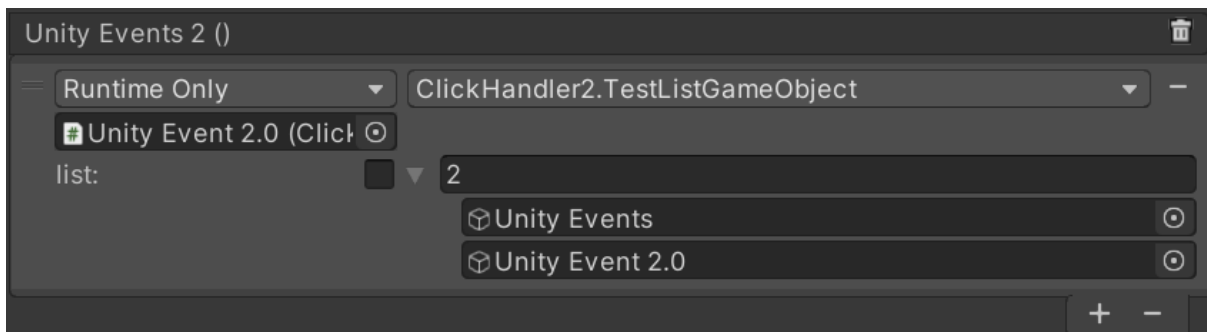 Unity Events 2 ()
Runtime Only ClickHandler2.TestListGameObject
Unity Event 2.0 (Click
list: 2
Unity Events
Unity Event 2.0